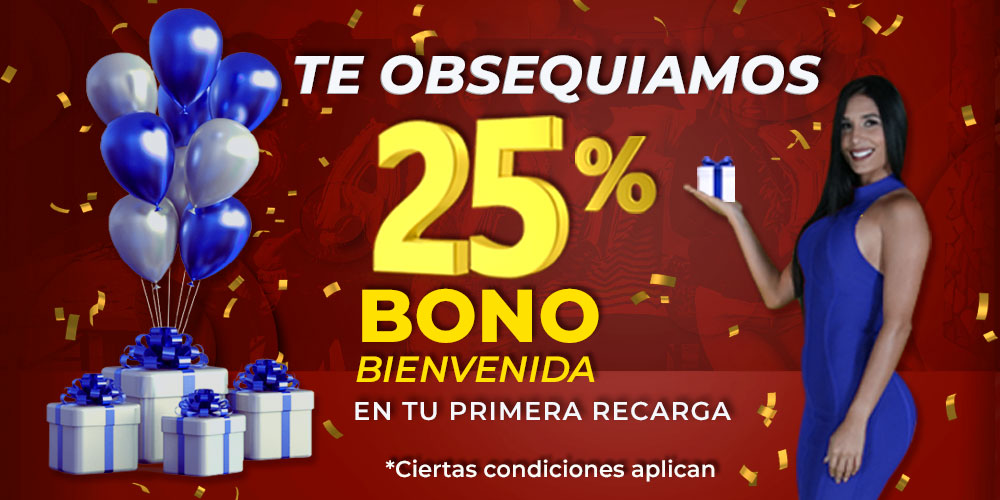 TE OBSEQUIAMOS
25%
BONO
BIENVENIDA
EN TU PRIMERA RECARGA
*Ciertas condiciones aplican